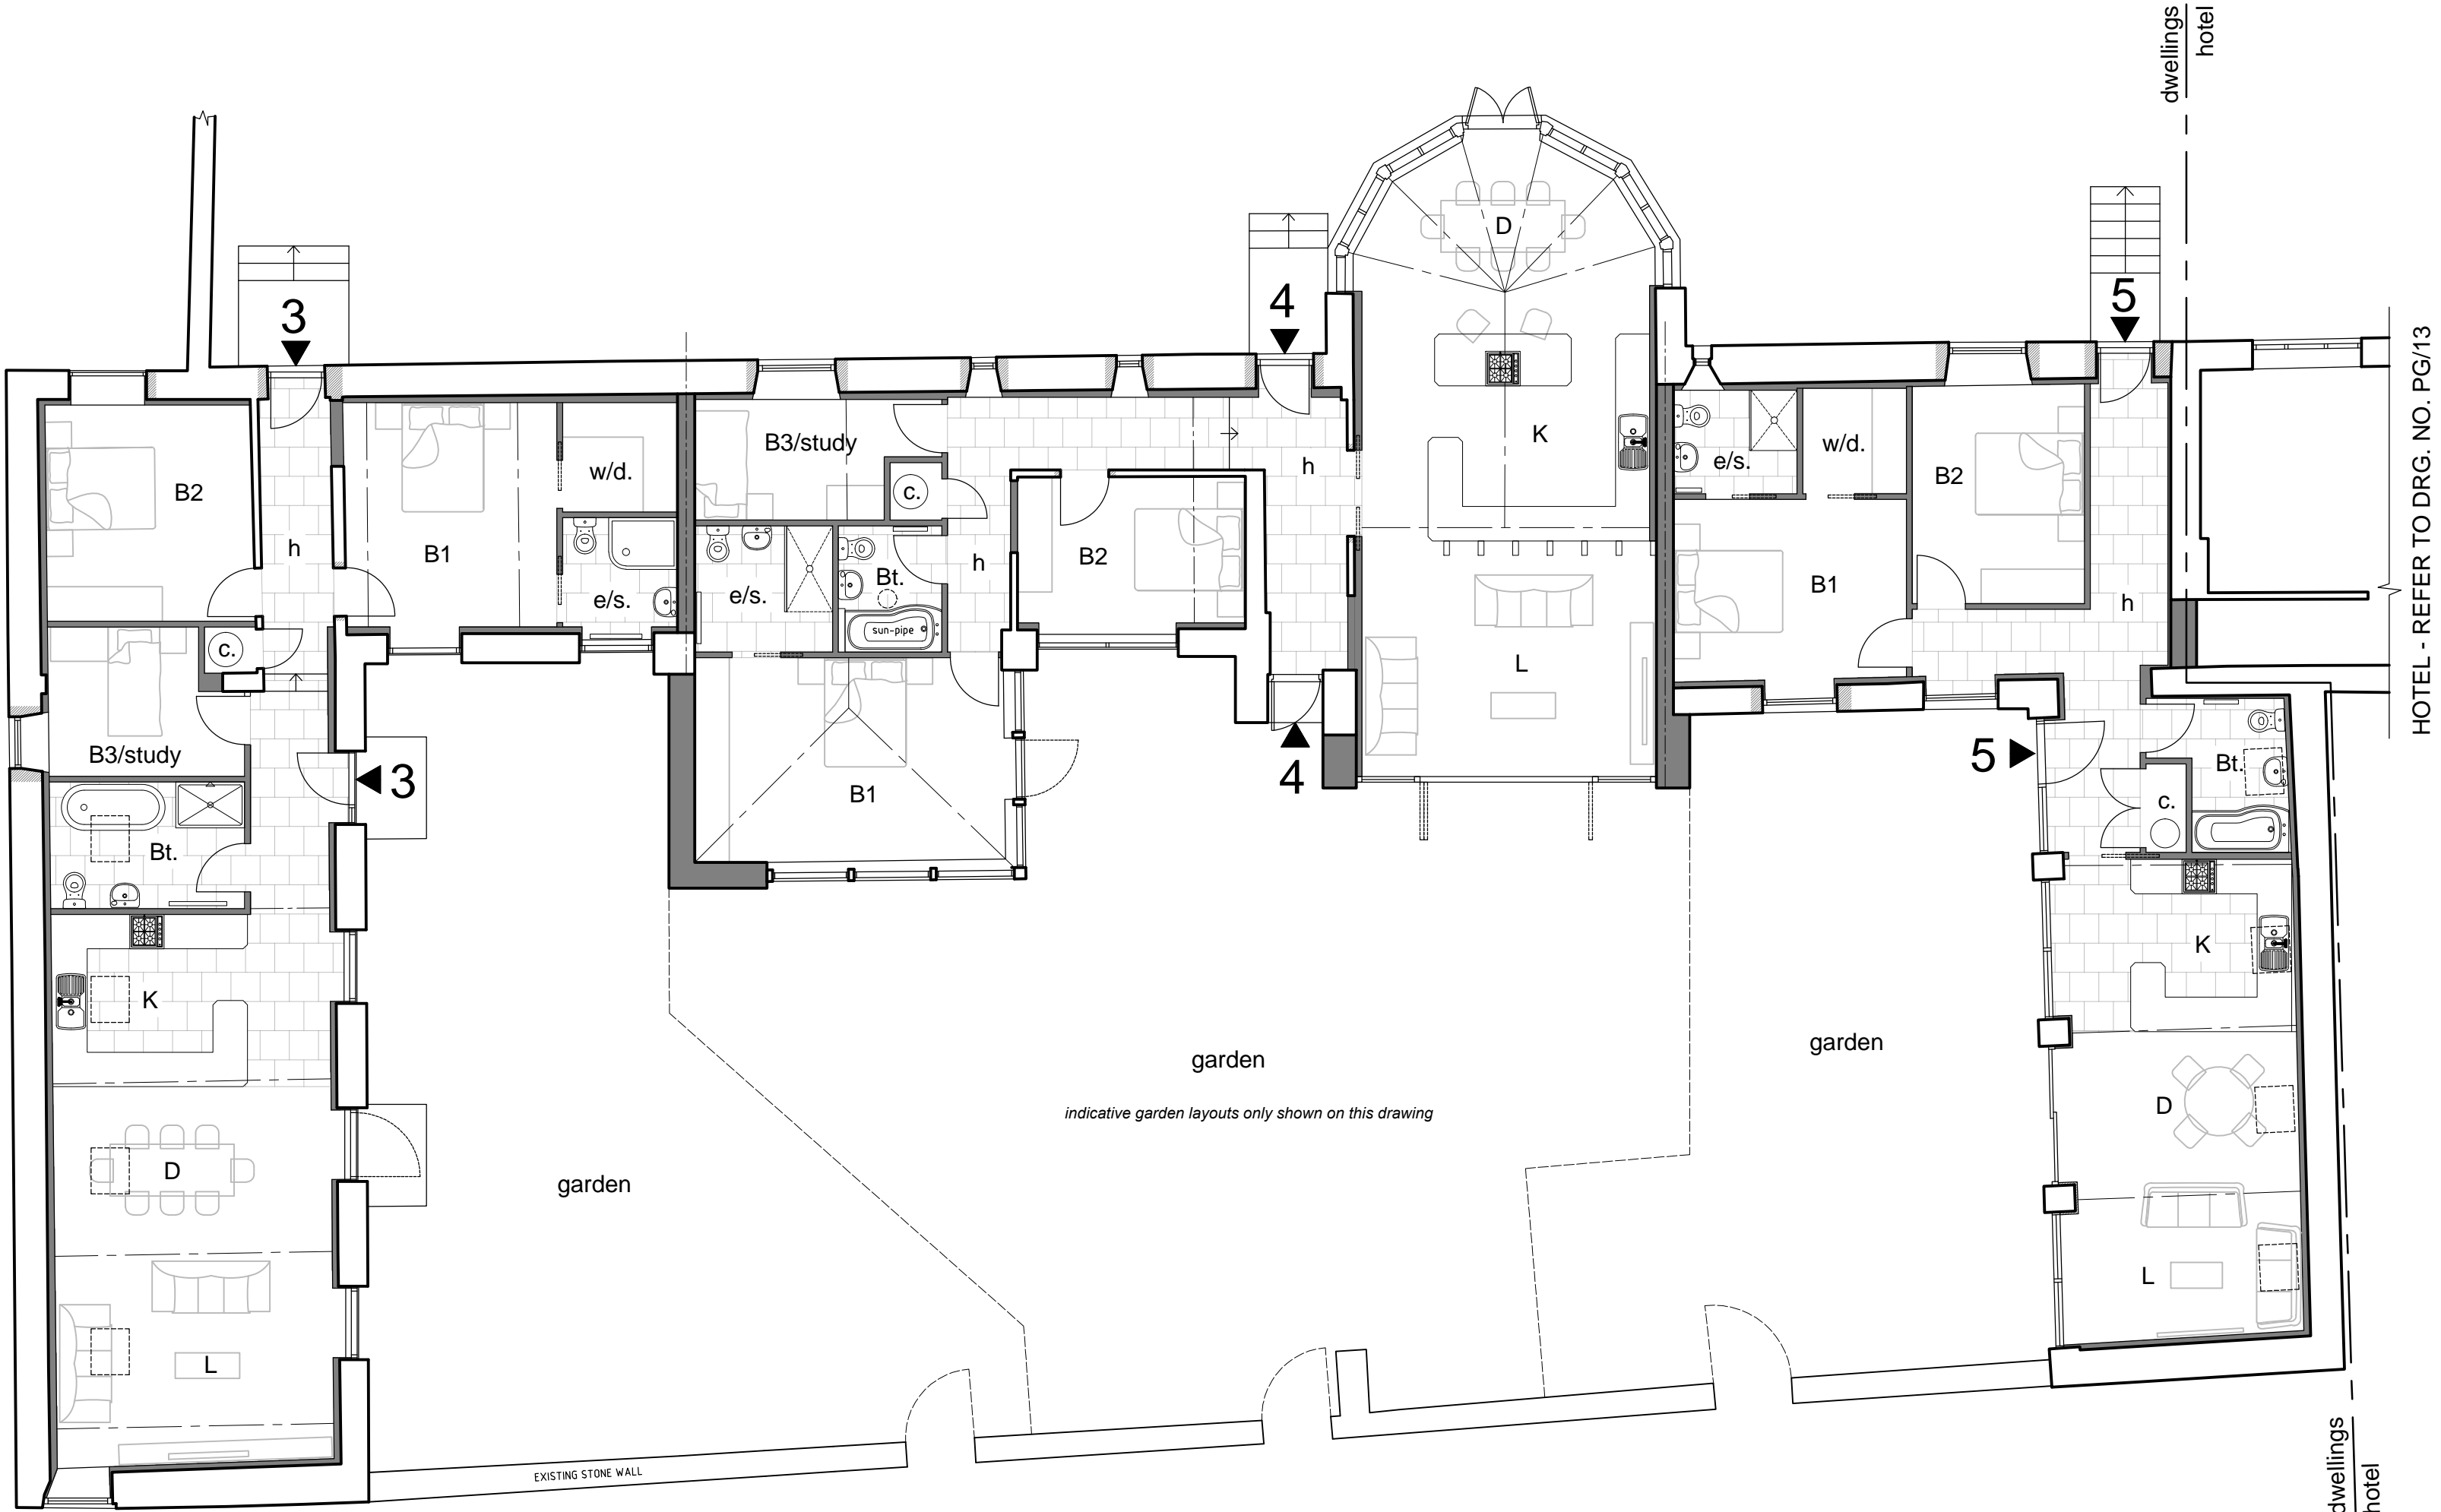 dwellings
hotel
HOTEL - REFER TO DRG. NO. PG/13
3
4
5
D
K
B2
h
B1
w/d.
e/s.
B3/study
c.
h
B2
h
e/s.
w/d.
B2
B1
h
e/s.
Bt.
sun-pipe
c.
L
B3/study
3
B1
4
5
Bt.
c.
Bt.
K
K
garden
garden
indicative garden layouts only shown on this drawing
D
D
garden
L
L
EXISTING STONE WALL
dwellings
hotel